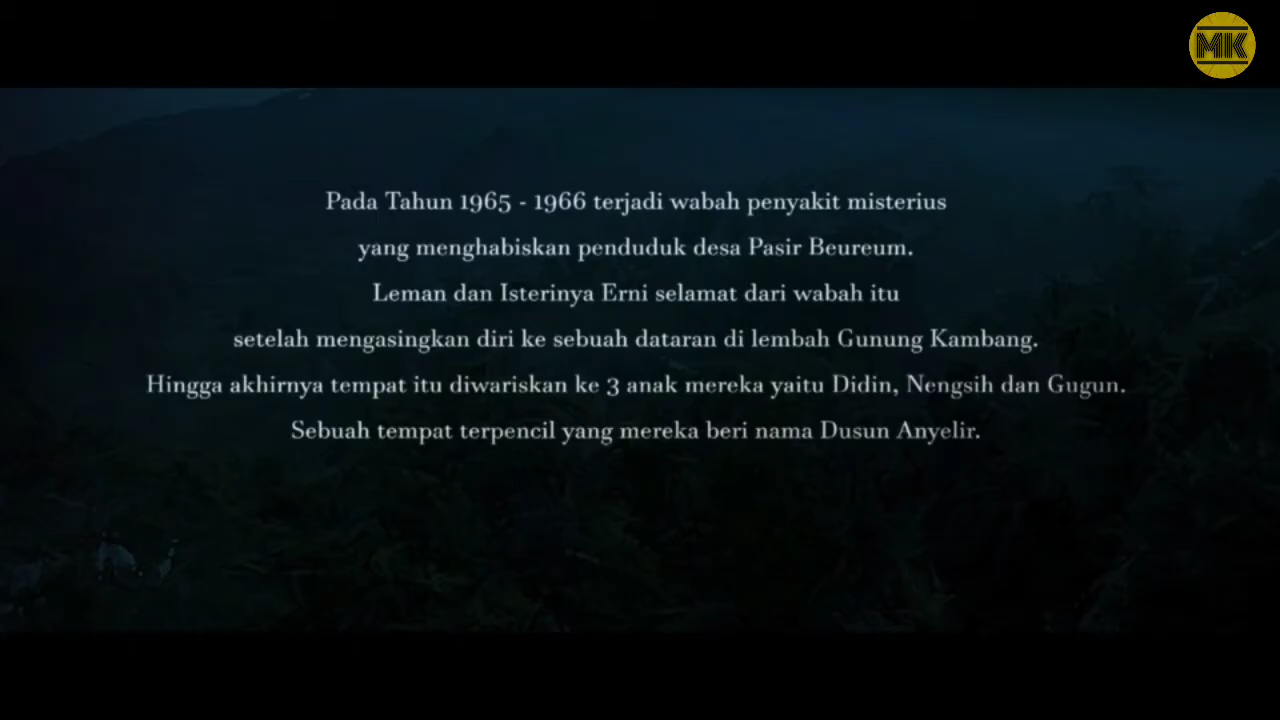 MK
Pada Tahun 1965 - 1966 terjadi wabah penyakit misterius
yang menghabiskan penduduk desa Pasir Beureum.
Leman dan Isterinya Erni selamat dari wabah itu
setelah mengasingkan diri ke sebuah dataran di lembah Gunung Kambang.
Hingga akhirnya tempat itu diwariskan ke 3 anak mereka yaitu Didin, Nengsih dan Gugun.
Sebuah tempat terpencil yang mereka beri nama Dusun Anyelir.